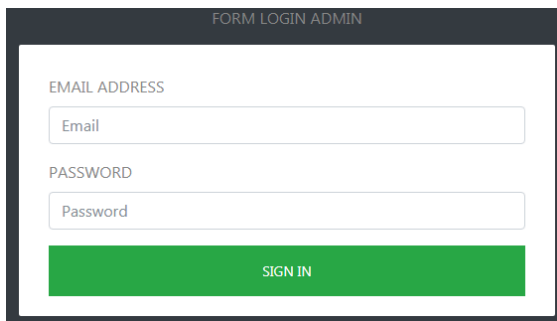 FORM LOGIN ADMIN
EMAIL ADDRESS
Email
PASSWORD
Password
SIGN IN